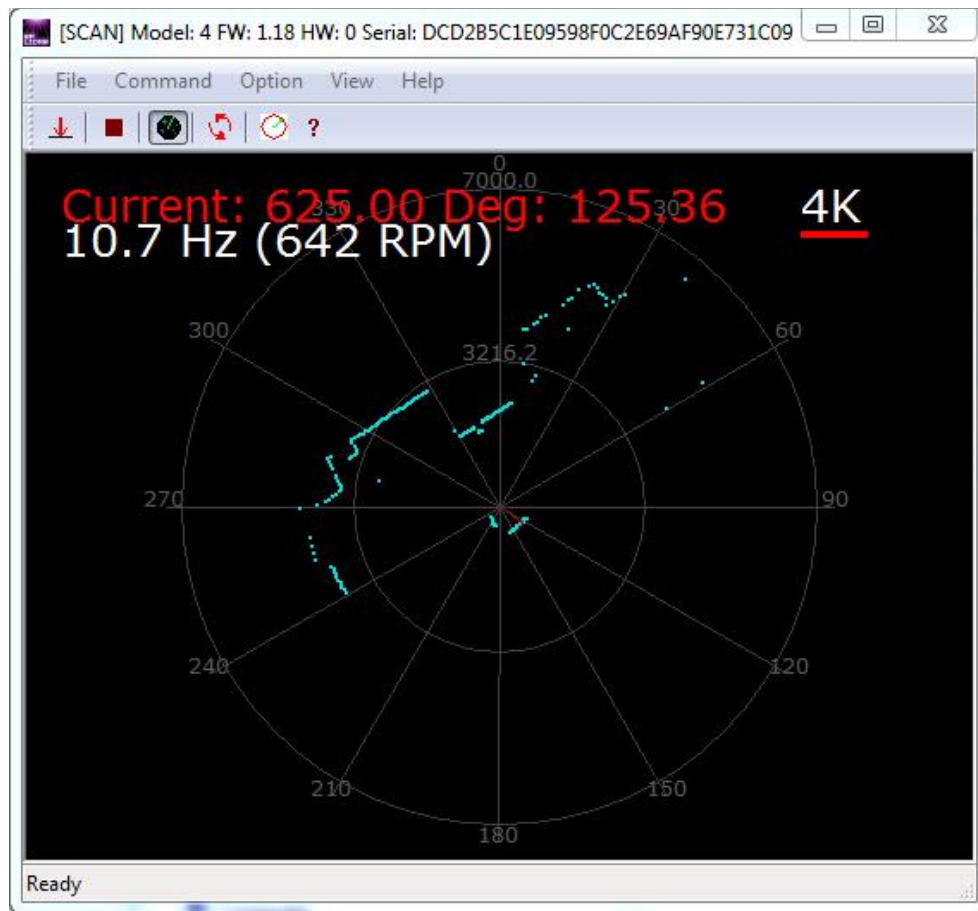 [SCAN] Model: 4 FW: 1.18 HW: 0 Serial: DCD2B5C1E09598F0C2E69AF90E731C09
File Command Option View Help
?
0
7000.0
Current: 625.00 Deg: 125.36 4K
330 30
10.7 Hz (642 RPM)
300 60
3216.2
270 90
240 120
210 150
180
Ready